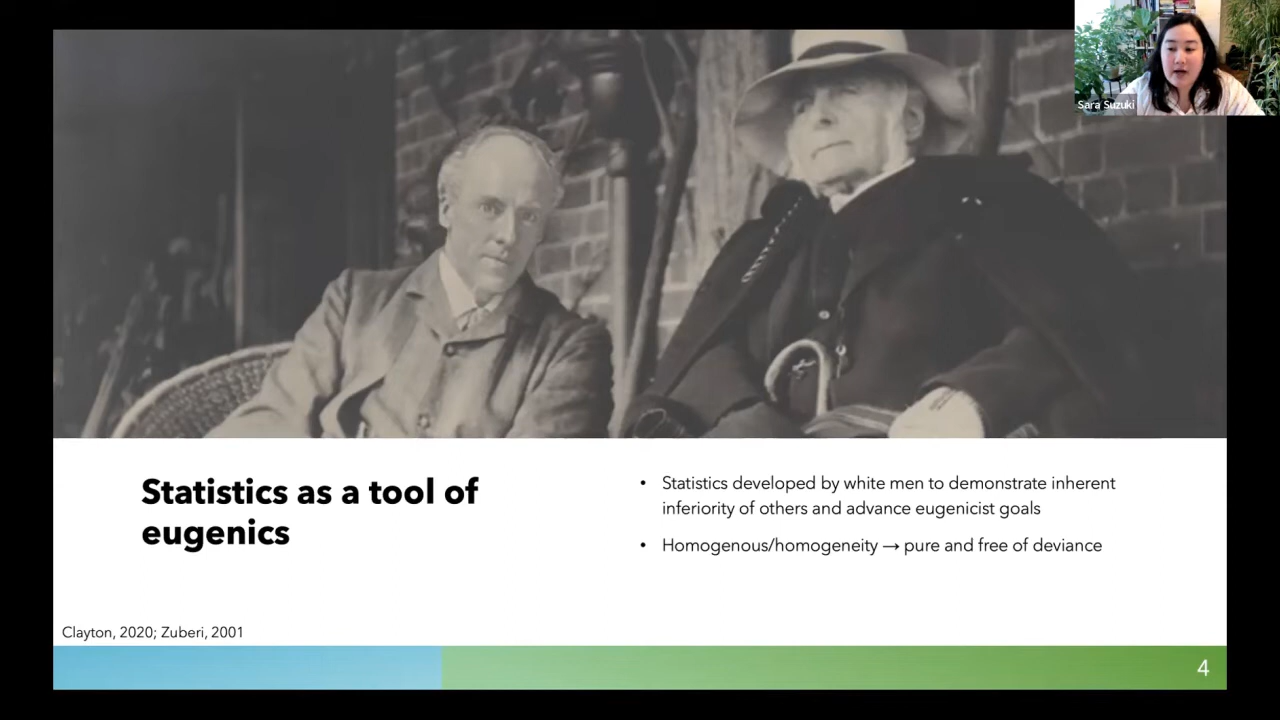 Sara Suzuki
Statistics as a tool of
eugenics
• Statistics developed by white men to demonstrate inherent
inferiority of others and advance eugenicist goals
• Homogenous/homogeneity → pure and free of deviance
Clayton, 2020; Zuberi, 2001
4